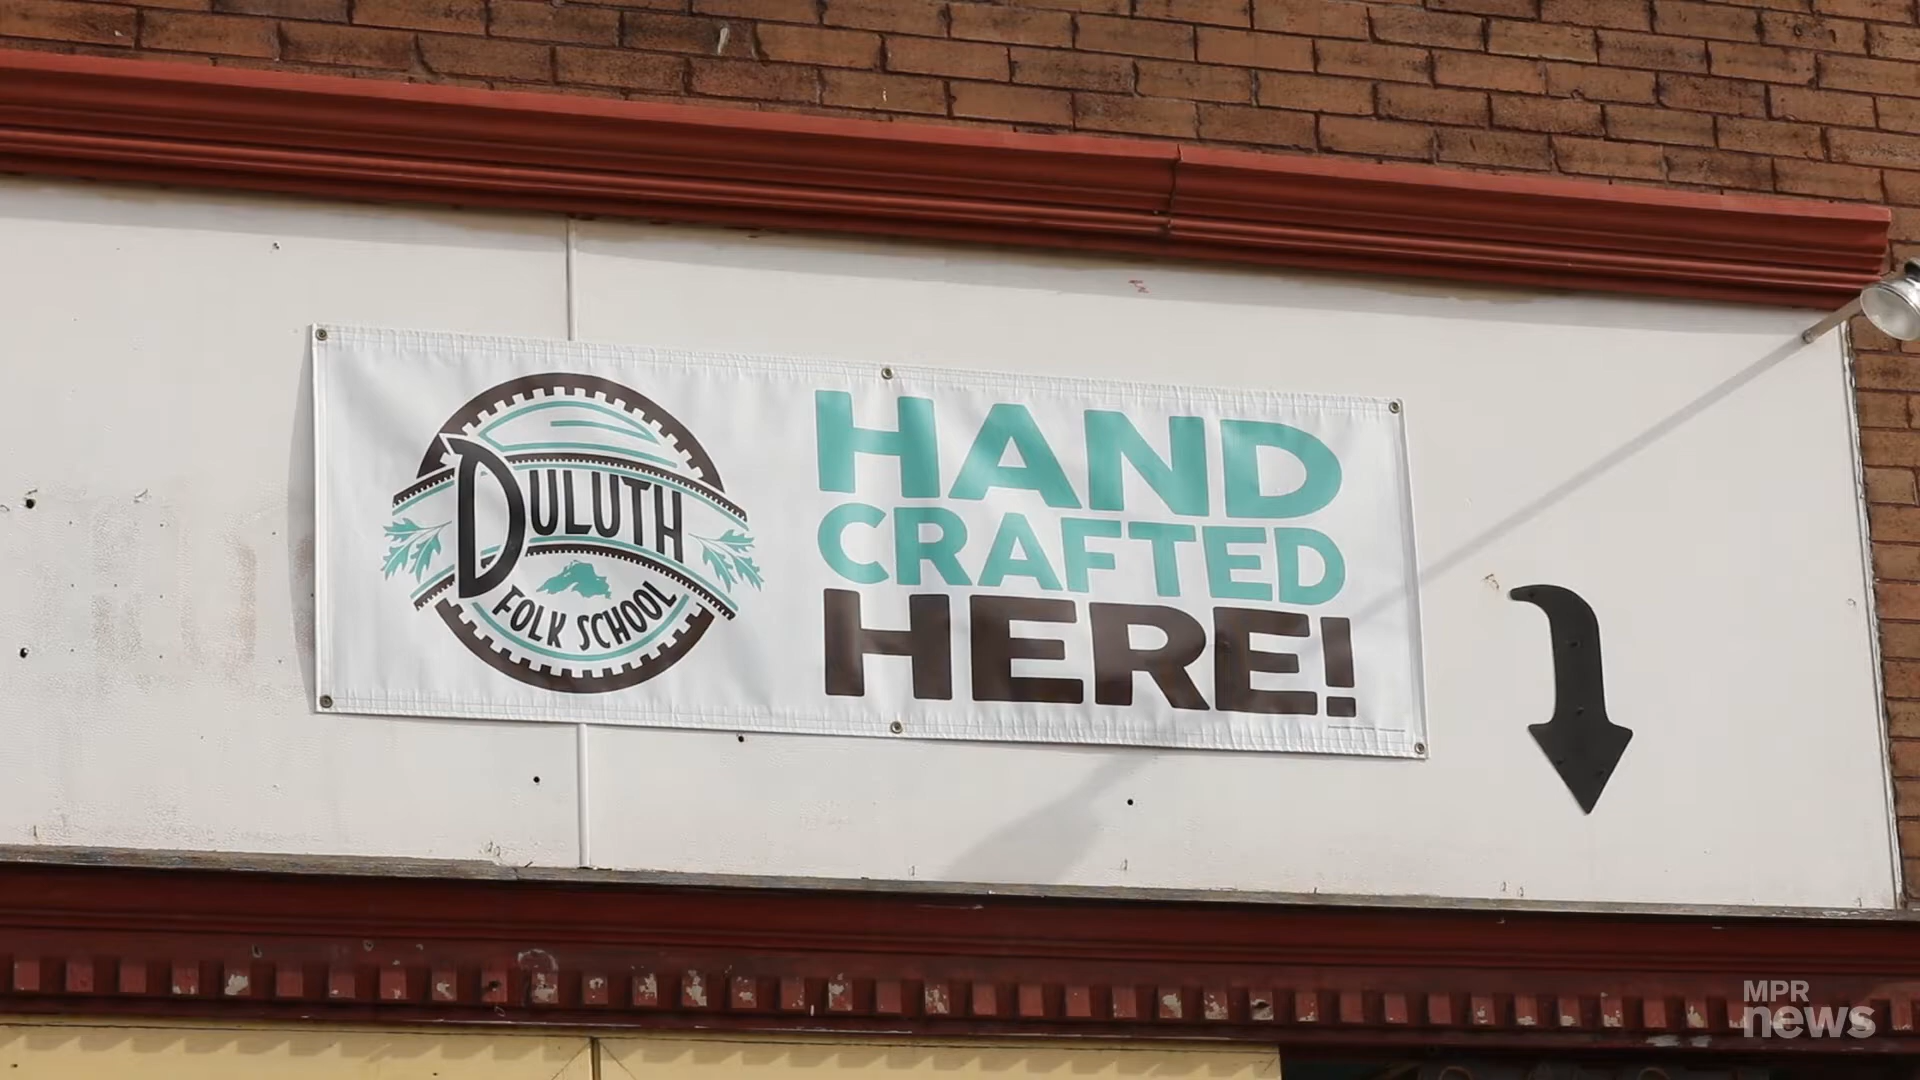 DULUTH
FOLK SCHOOL
HAND
CRAFTED
HERE!
MPR
news